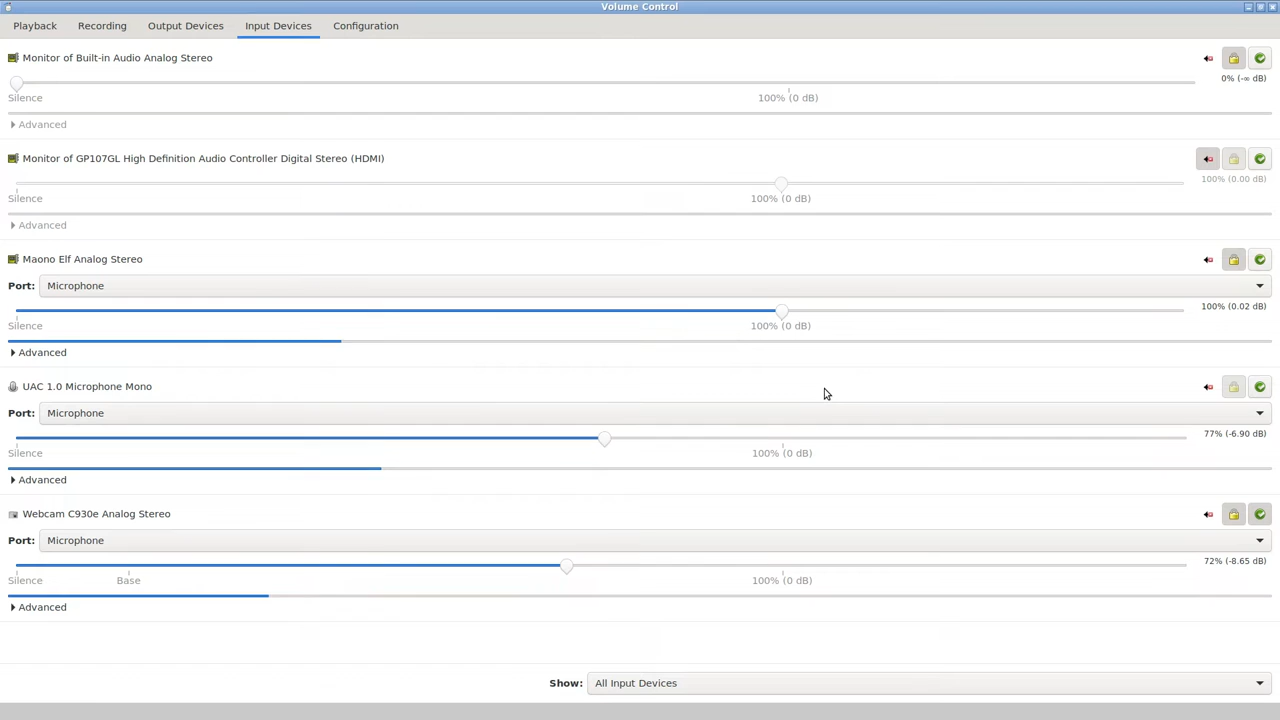 Volume Control
Playback Recording Output Devices Input Devices Configuration
Monitor of Built-in Audio Analog Stereo
0% (-∞ dB)
Silence 100% (0 dB)
Advanced
Monitor of GP107GL High Definition Audio Controller Digital Stereo (HDMI)
100% (0.00 dB)
Silence 100% (0 dB)
Advanced
Maono Elf Analog Stereo
Port: Microphone
100% (0.02 dB)
Silence 100% (0 dB)
Advanced
UAC 1.0 Microphone Mono
Port: Microphone
77% (-6.90 dB)
Silence 100% (0 dB)
Advanced
Webcam C930e Analog Stereo
Port: Microphone
72% (-8.65 dB)
Silence Base 100% (0 dB)
Advanced
Show: All Input Devices